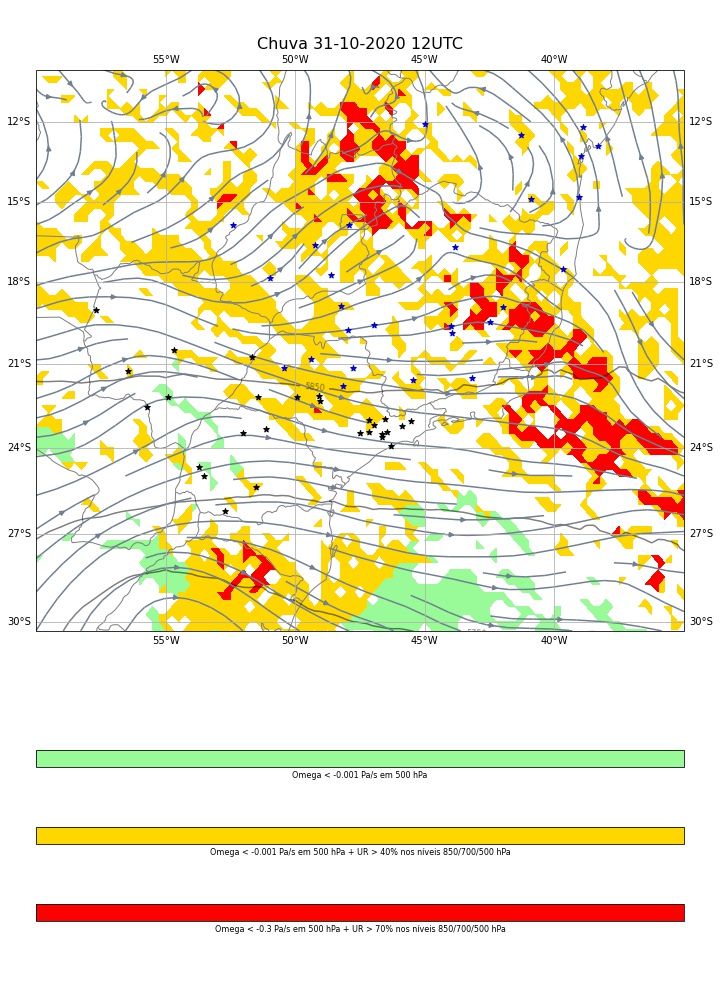 Chuva 31-10-2020 12UTC
55°W 50°W 45°W 40°W
12°S 12°S
15°S 15°S
18°S 18°S
21°S 21°S
5850
24°S 24°S
27°S 27°S
30°S 30°S
55°W 50°W 45°W 40°W
Omega < -0.001 Pa/s em 500 hPa
Omega < -0.001 Pa/s em 500 hPa + UR > 40% nos níveis 850/700/500 hPa
Omega < -0.3 Pa/s em 500 hPa + UR > 70% nos níveis 850/700/500 hPa